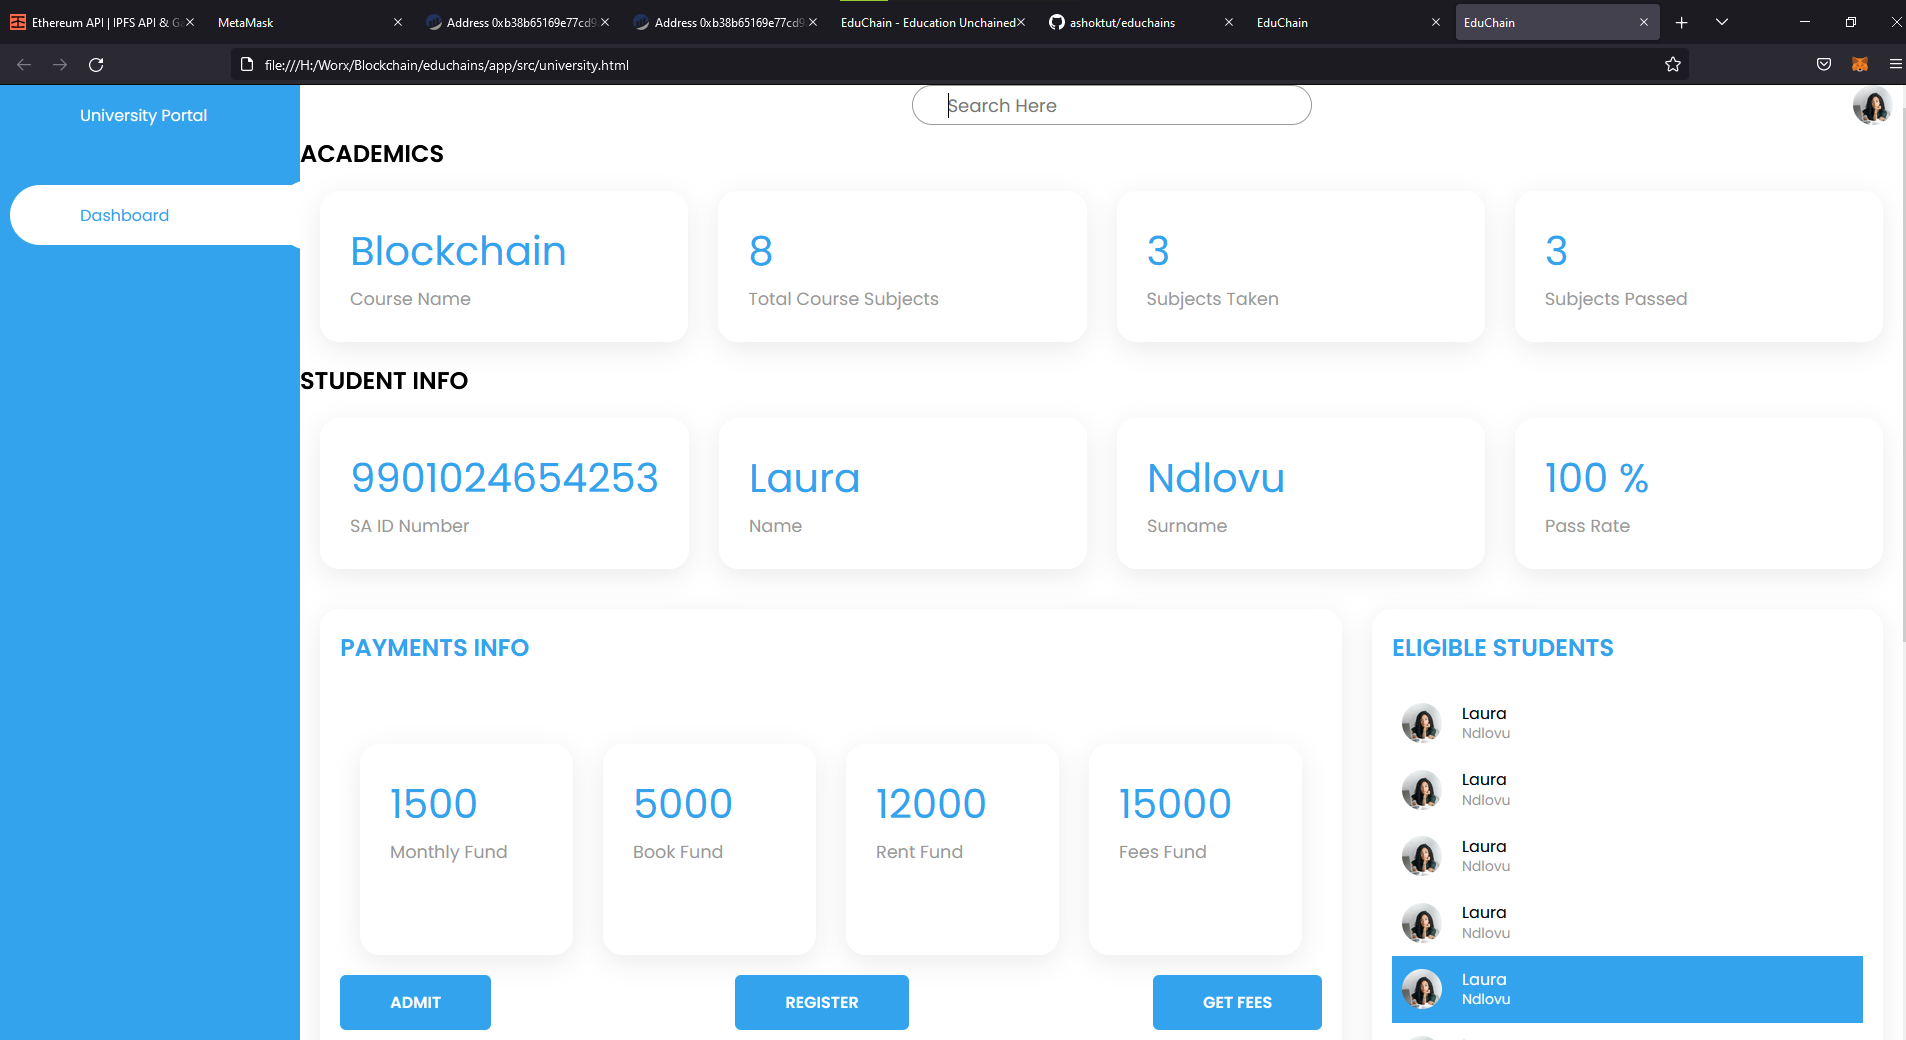 Ethereum API | IPFS API & Ga
MetaMask
Address 0xb38b65169e77cd9
Address 0xb38b65169e77cd9
EduChain - Education Unchained
ashoktut/educhains
EduChain
EduChain
file:///H:/Worx/Blockchain/educhains/app/src/university.html
University Portal
Search Here
Dashboard
ACADEMICS
Blockchain
Course Name
8
Total Course Subjects
3
Subjects Taken
3
Subjects Passed
STUDENT INFO
9901024654253
SA ID Number
Laura
Name
Ndlovu
Surname
100 %
Pass Rate
PAYMENTS INFO
1500
Monthly Fund
5000
Book Fund
12000
Rent Fund
15000
Fees Fund
ADMIT
REGISTER
GET FEES
ELIGIBLE STUDENTS
Laura
Ndlovu
Laura
Ndlovu
Laura
Ndlovu
Laura
Ndlovu
Laura
Ndlovu